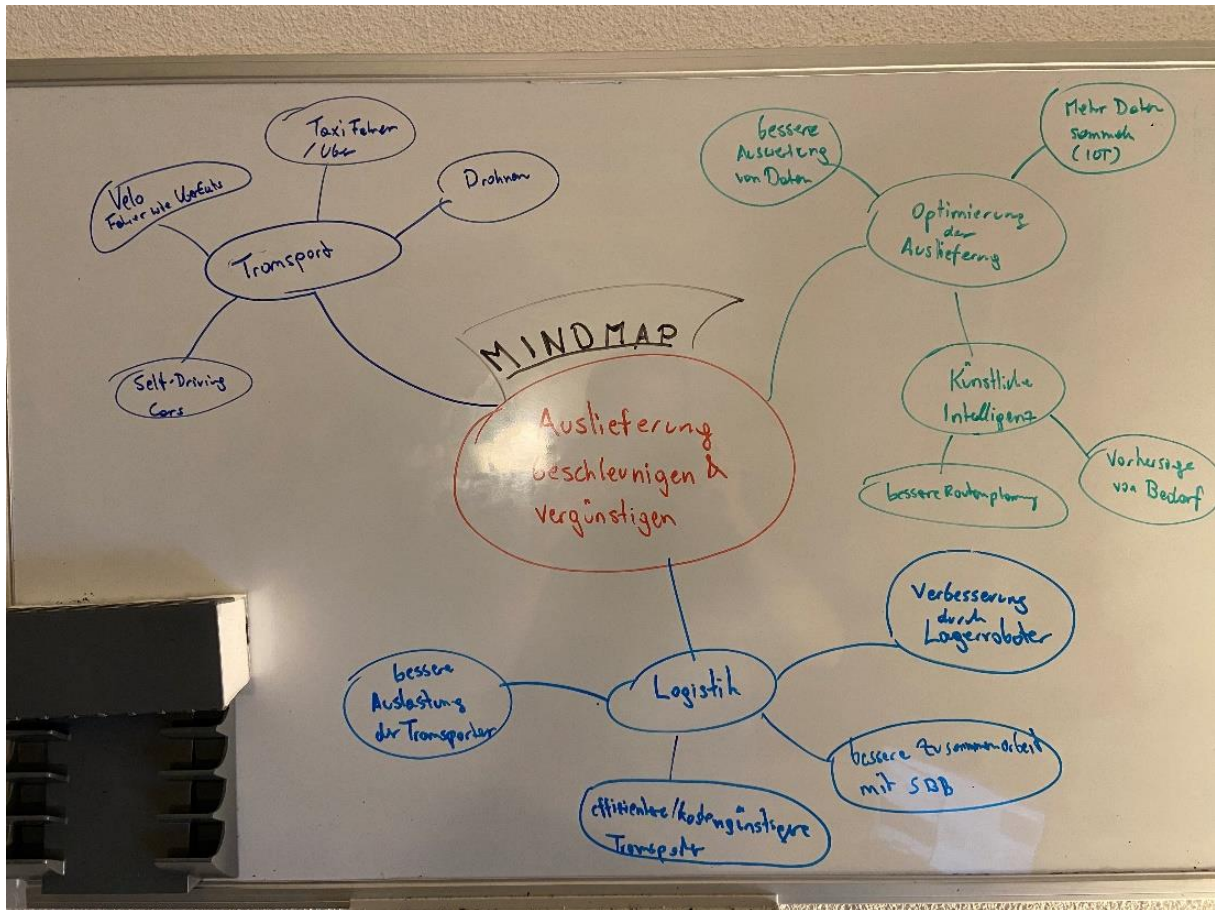 MINDMAP
Auslieferung
beschleunigen &
vergünstigen
Transport
Taxi Fahrer
/ Uber
Drohnen
Velo
Fahrer wie
Self-Driving
Cars
Optimierung
der
Auslieferung
bessere
Auswertung
von Daten
Mehr Daten
sammeln
(IOT)
Künstliche
Intelligenz
bessere Routenplanung
Vorhersage
von Bedarf
Logistik
Verbesserung
durch
Lagerroboter
bessere Zusammenarbeit
mit SBB
effizientere/kostengünstigere
Transporter
bessere
Auslastung
der Transporter